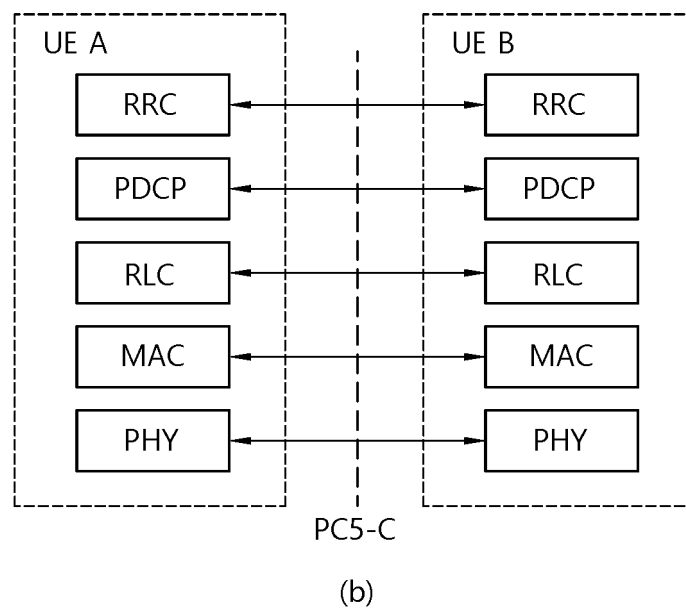 UE A UE B
RRC RRC
PDCP PDCP
RLC RLC
MAC MAC
PHY PHY
PC5-C
(b)